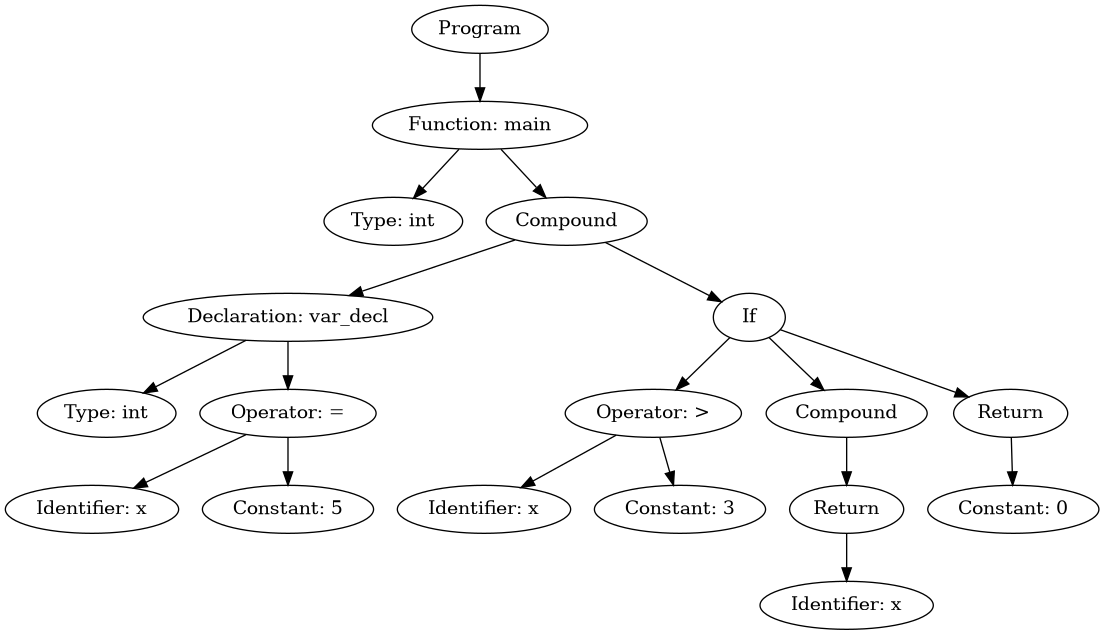 Program
Function: main
Type: int
Compound
Declaration: var_decl
If
Type: int
Operator: =
Operator: >
Compound
Return
Identifier: x
Constant: 5
Identifier: x
Constant: 3
Return
Constant: 0
Identifier: x